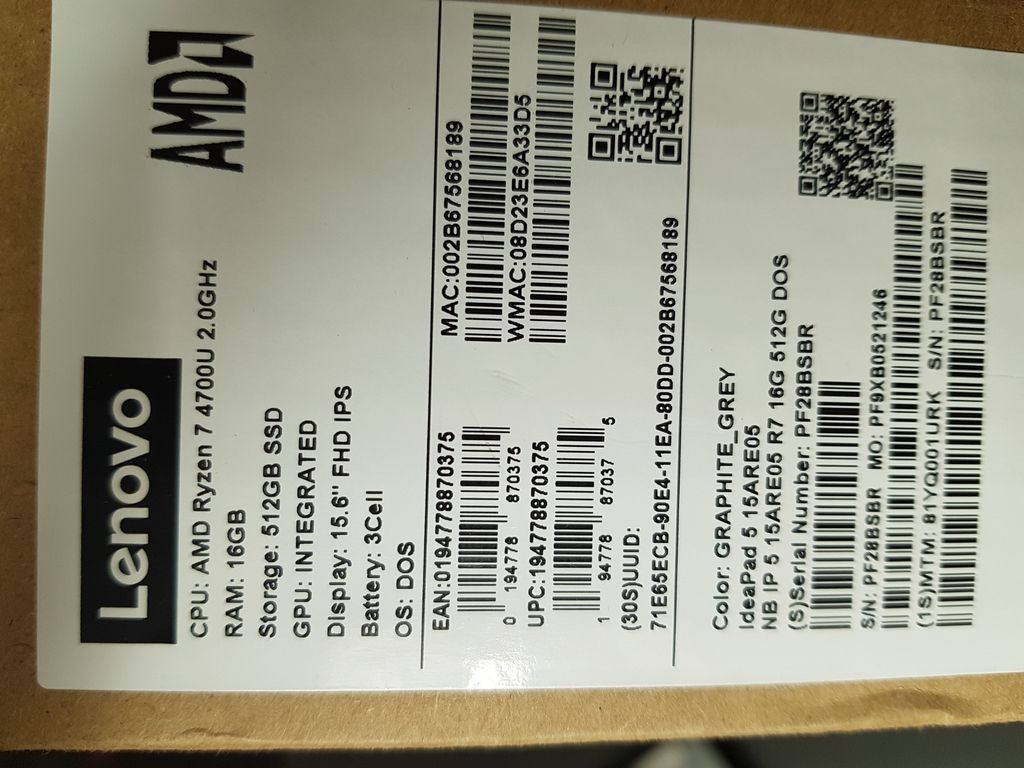 Lenovo
AMD
CPU: AMD Ryzen 7 4700U 2.0GHz
RAM: 16GB
Storage: 512GB SSD
GPU: INTEGRATED
Display: 15.6" FHD IPS
Battery: 3Cell
OS: DOS
EAN:0194778870375
0 194778 870375
UPC:194778870375
1 94778 87037 5
MAC:002B67568189
WMAC:08D23E6A33D5
(30S)UUID:
71E65ECB-90E4-11EA-80DD-002B67568189
Color: GRAPHITE_GREY
IdeaPad 5 15ARE05
NB IP 5 15ARE05 R7 16G 512G DOS
(S)Serial Number: PF28BSBR
S/N: PF28BSBR MO: PF9XB0521246
(1S)MTM: 81YQ001URK S/N: PF28BSBR